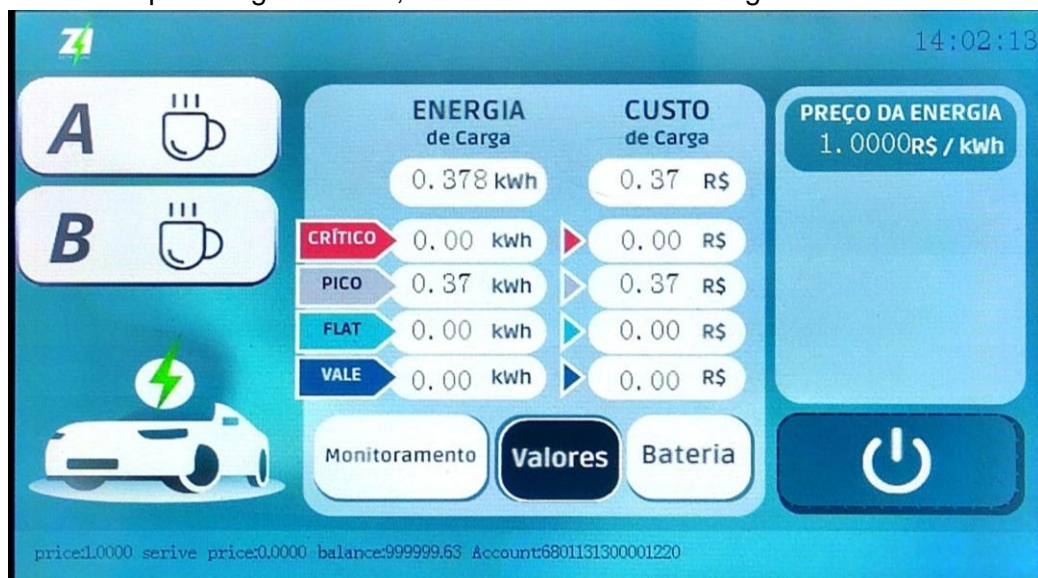 Z1
14:02:13
A
B
ENERGIA
de Carga
CUSTO
de Carga
0.378 kWh
0.37 R$
CRÍTICO 0.00 kWh 0.00 R$
PICO 0.37 kWh 0.37 R$
FLAT 0.00 kWh 0.00 R$
VALE 0.00 kWh 0.00 R$
Monitoramento Valores Bateria
PREÇO DA ENERGIA
1.0000R$ / kWh
price:1.0000 serive price:0.0000 balance:999999.63 Account:6801131300001220